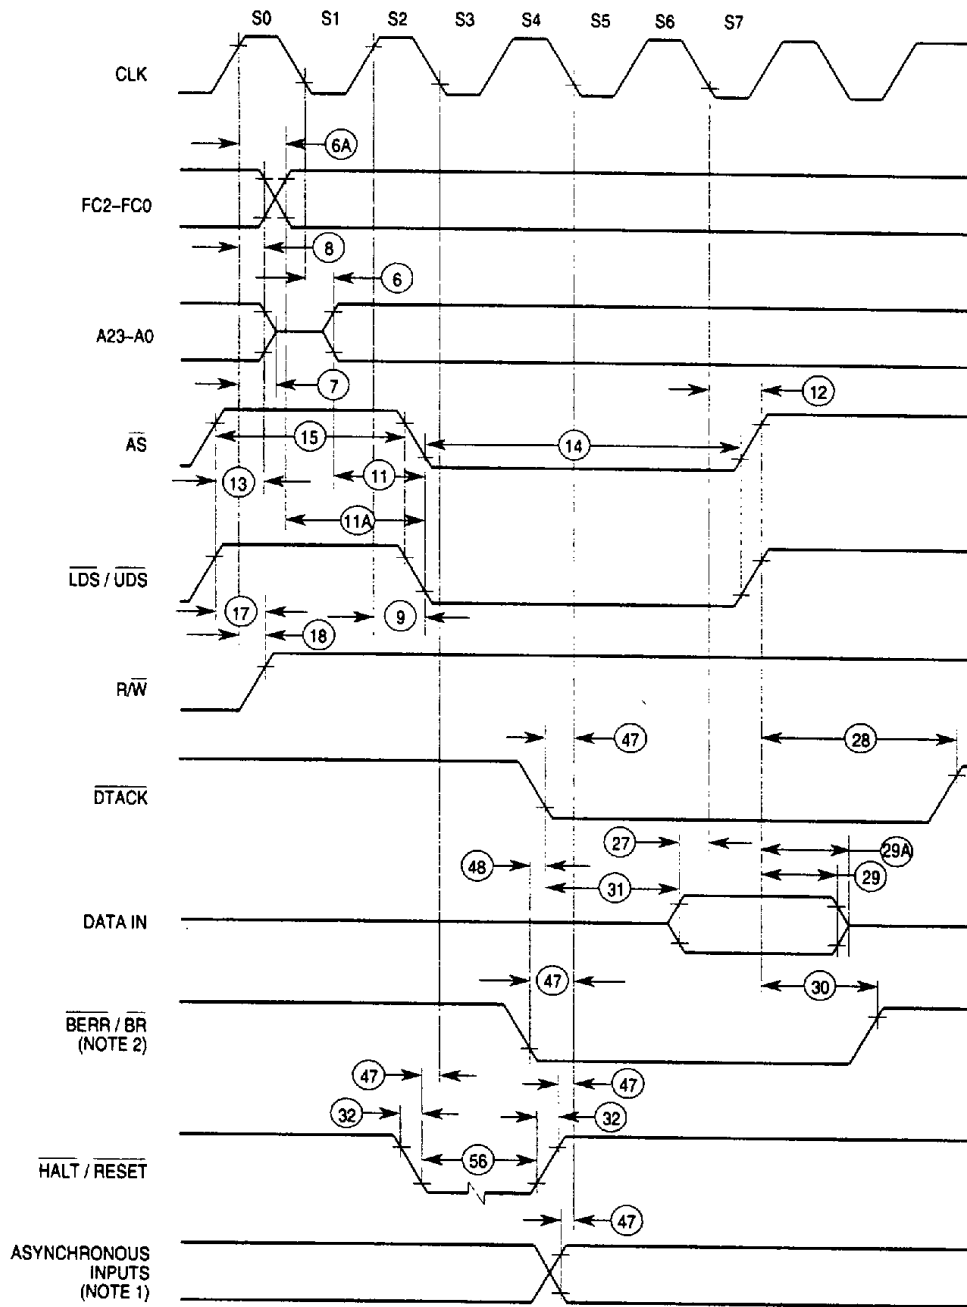 S0 S1 S2 S3 S4 S5 S6 S7
CLK
6A
FC2–FC0
8
6
A23–A0
7
12
AS
15
14
13
11
11A
LDS / UDS
17
9
18
R/W
47
28
DTACK
27
29A
48
29
31
DATA IN
47
30
BERR / BR
(NOTE 2)
47
47
32
32
HALT / RESET
56
47
ASYNCHRONOUS
INPUTS
(NOTE 1)